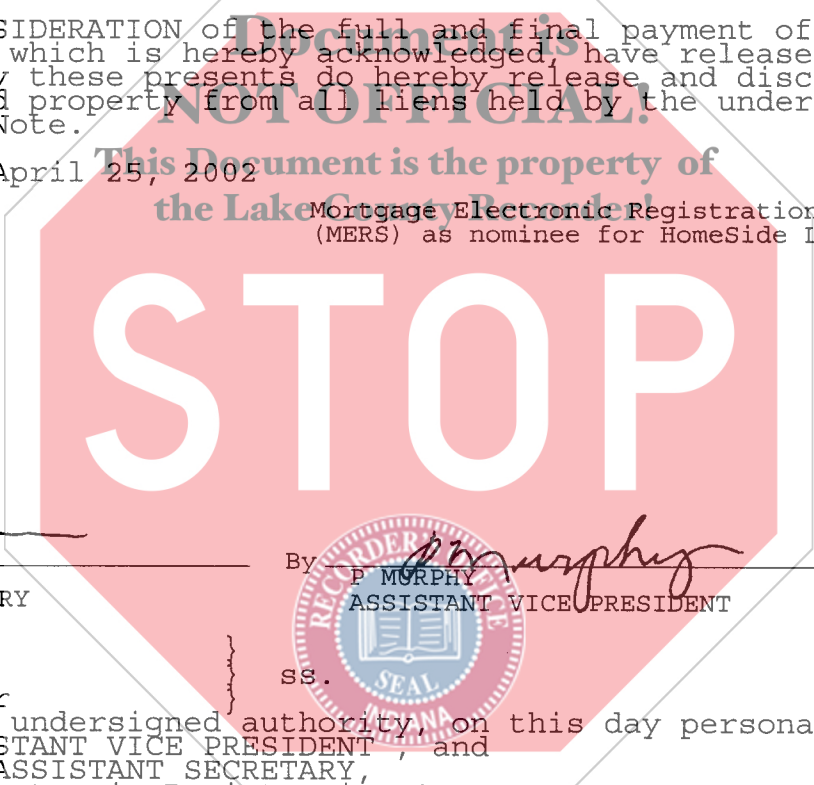 SIDERATION of the full and final payment of
which is hereby acknowledged, have release
these presents do hereby release and disc
property from all liens held by the under
Note.
Document is
NOT OFFICIAL!
This Document is the property of
the Lake County Recorder!
April 25, 2002
Mortgage Electronic Registration
(MERS) as nominee for HomeSide
STOP
By P Murphy
P MURPHY
ASSISTANT VICE PRESIDENT
RY
RECORDER'S OFFICE
SEAL
INDIANA
ss.
undersigned authority, on this day persona
STANT VICE PRESIDENT , and
ASSISTANT SECRETARY,